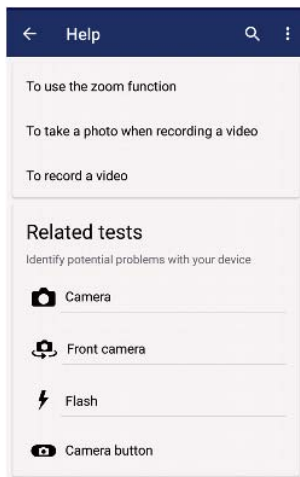 Help
To use the zoom function
To take a photo when recording a video
To record a video
Related tests
Identify potential problems with your device
Camera
Front camera
Flash
Camera button